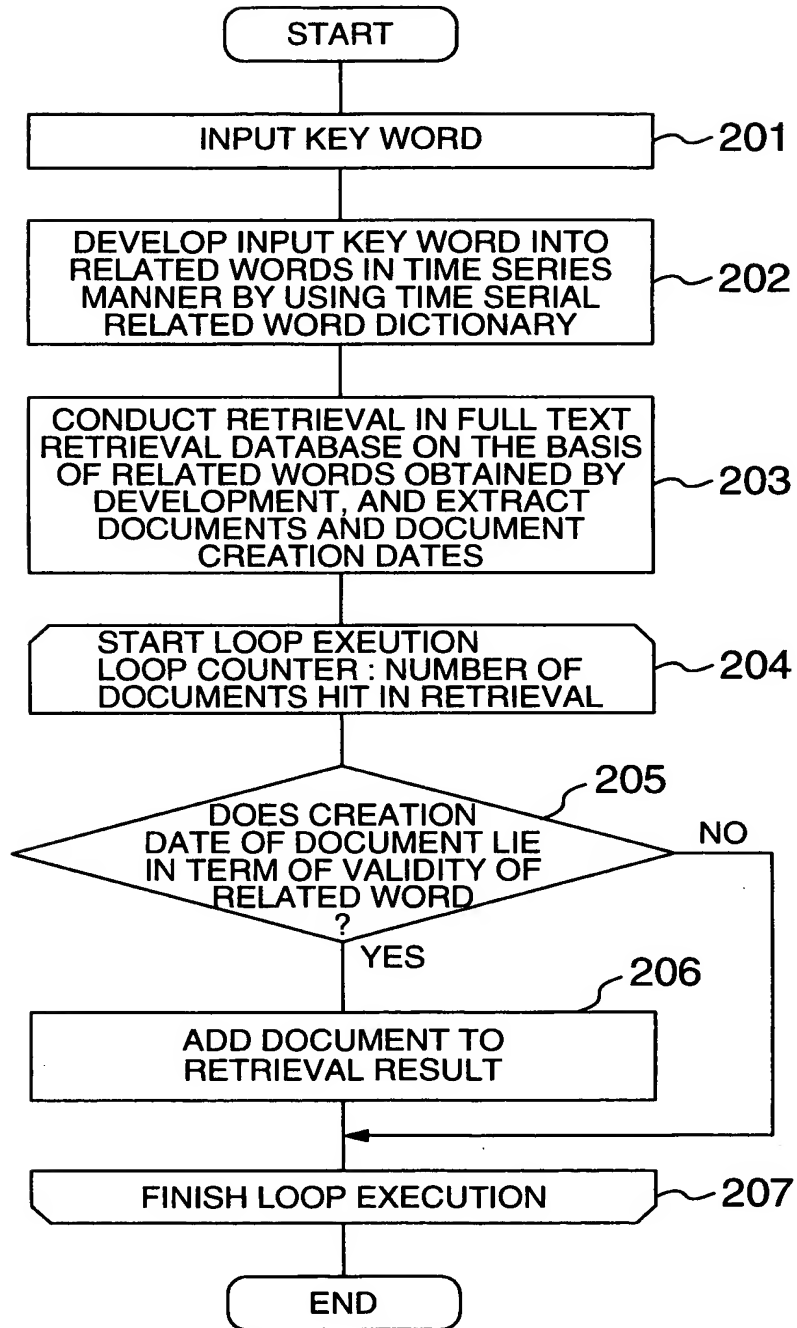 START
INPUT KEY WORD
201
DEVELOP INPUT KEY WORD INTO
RELATED WORDS IN TIME SERIES
MANNER BY USING TIME SERIAL
RELATED WORD DICTIONARY
202
CONDUCT RETRIEVAL IN FULL TEXT
RETRIEVAL DATABASE ON THE BASIS
OF RELATED WORDS OBTAINED BY
DEVELOPMENT, AND EXTRACT
DOCUMENTS AND DOCUMENT
CREATION DATES
203
START LOOP EXEUTION
LOOP COUNTER : NUMBER OF
DOCUMENTS HIT IN RETRIEVAL
204
205
DOES CREATION
DATE OF DOCUMENT LIE
IN TERM OF VALIDITY OF
RELATED WORD
?
NO
YES
206
ADD DOCUMENT TO
RETRIEVAL RESULT
FINISH LOOP EXECUTION
207
END